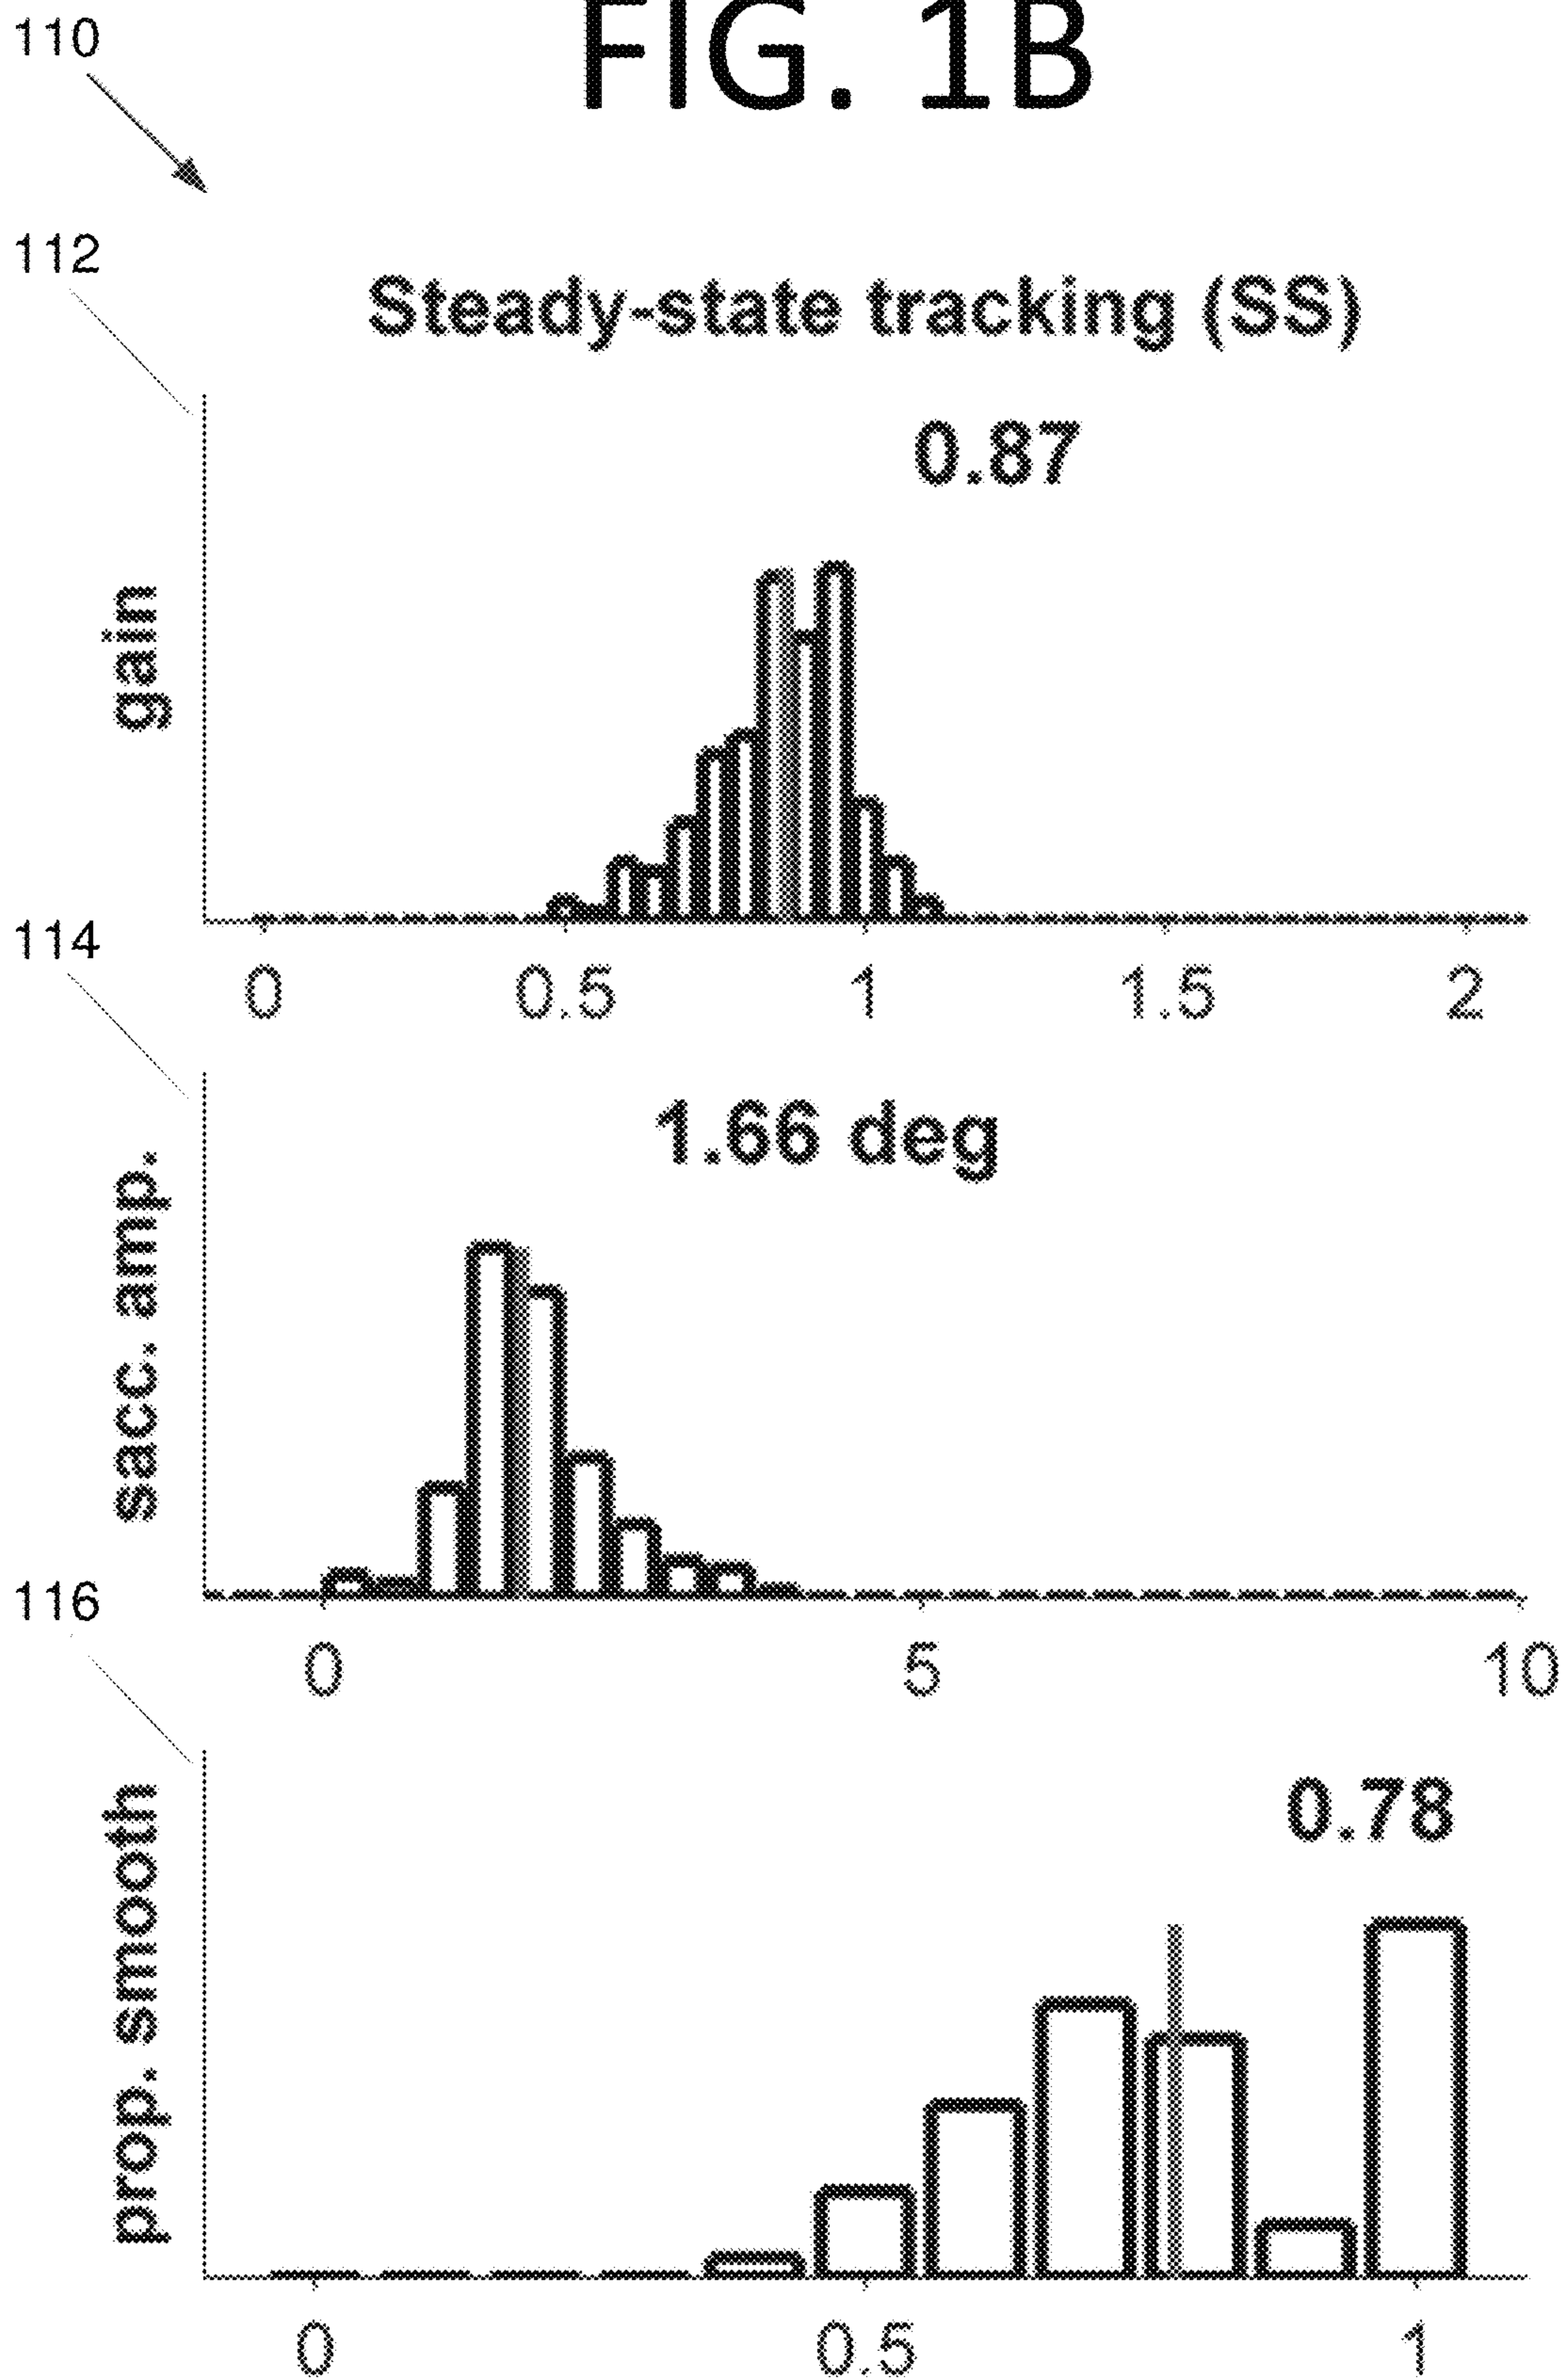 FIG. 1B
110
112
Steady-state tracking (SS)
0.87
gain
0 0.5 1 1.5 2
114
1.66 deg
sacc. amp.
0 5 10
116
0.78
prop. smooth
0 0.5 1